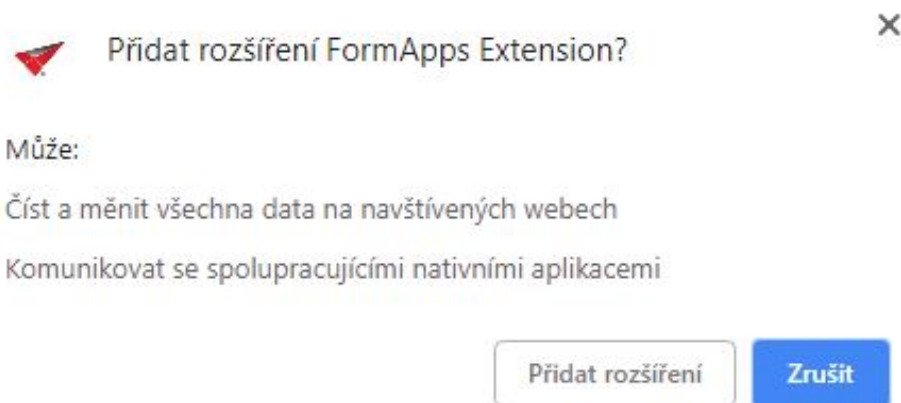 Přidat rozšíření FormApps Extension?
Může:
Číst a měnit všechna data na navštívených webech
Komunikovat se spolupracujícími nativními aplikacemi
Přidat rozšíření
Zrušit